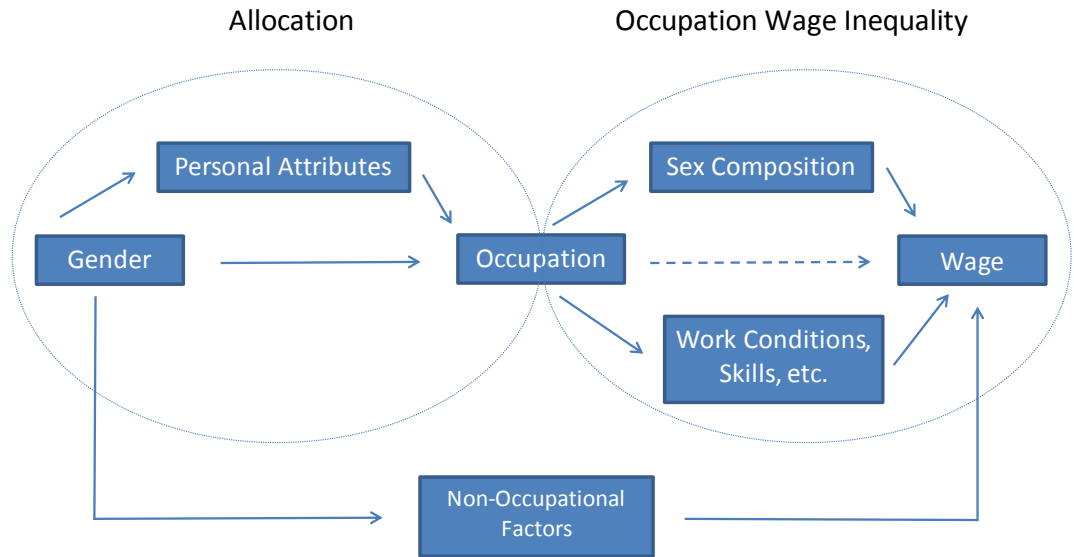 Allocation
Occupation Wage Inequality
Personal Attributes
Sex Composition
Gender
Occupation
Wage
Work Conditions,
Skills, etc.
Non-Occupational
Factors